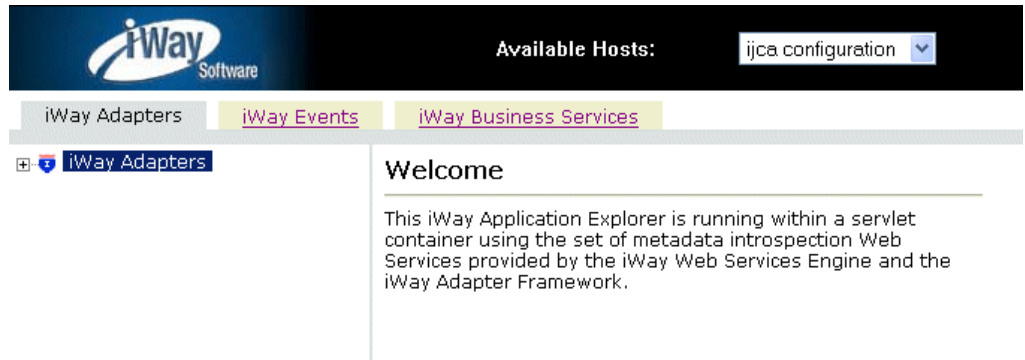 iWay
Software
Available Hosts:
ijca configuration
iWay Adapters
iWay Events
iWay Business Services
iWay Adapters
Welcome
This iWay Application Explorer is running within a servlet
container using the set of metadata introspection Web
Services provided by the iWay Web Services Engine and the
iWay Adapter Framework.